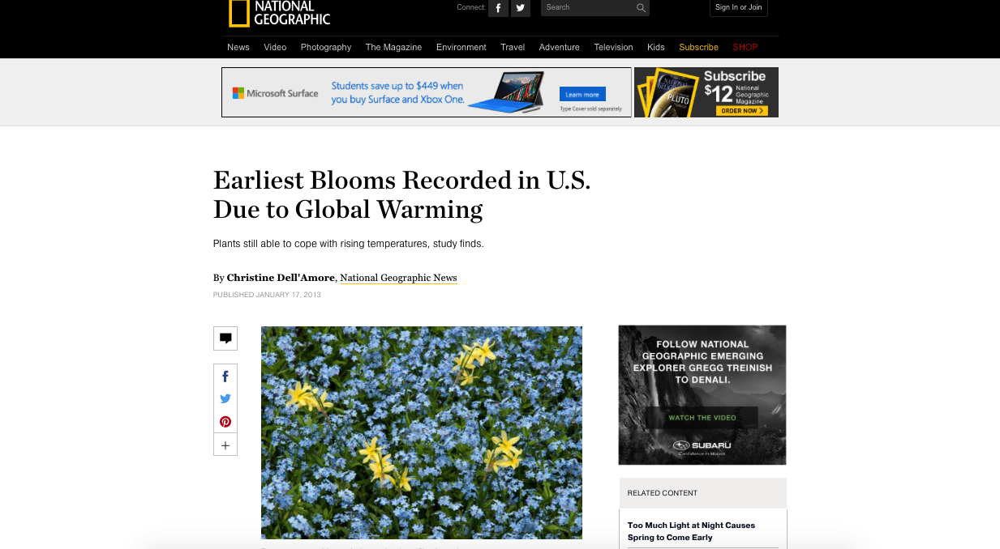 NATIONAL
GEOGRAPHIC
Connect:
Search
Sign In or Join
News Video Photography The Magazine Environment Travel Adventure Television Kids Subscribe SHOP
Microsoft Surface
Students save up to $449 when
you buy Surface and Xbox One.
Learn more
Type Cover sold separately
NATIONAL GEOGRAPHIC
PLUTO
Subscribe
$12 National
Geographic
Magazine
ORDER NOW >
Earliest Blooms Recorded in U.S.
Due to Global Warming
Plants still able to cope with rising temperatures, study finds.
By Christine Dell'Amore, National Geographic News
PUBLISHED JANUARY 17, 2013
FOLLOW NATIONAL
GEOGRAPHIC EMERGING
EXPLORER GREGG TREINISH
TO DENALI.
WATCH THE VIDEO
SUBARU
Confidence in Motion
RELATED CONTENT
Too Much Light at Night Causes
Spring to Come Early